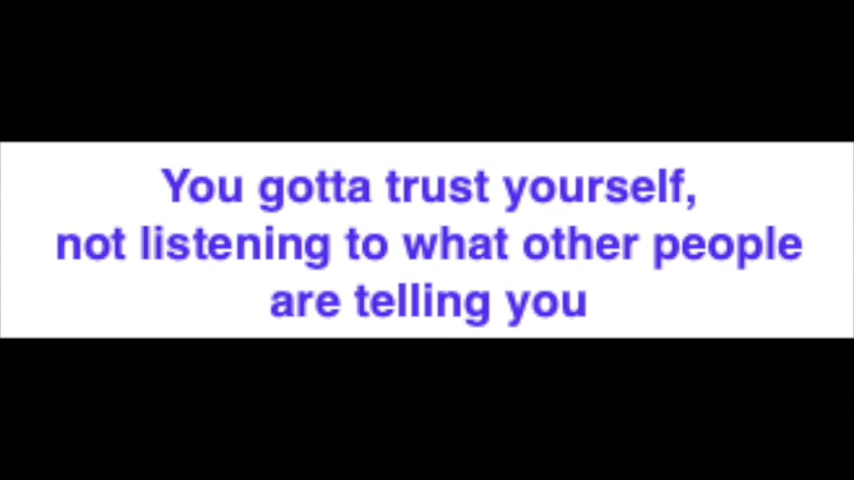 You gotta trust yourself,
not listening to what other people
are telling you